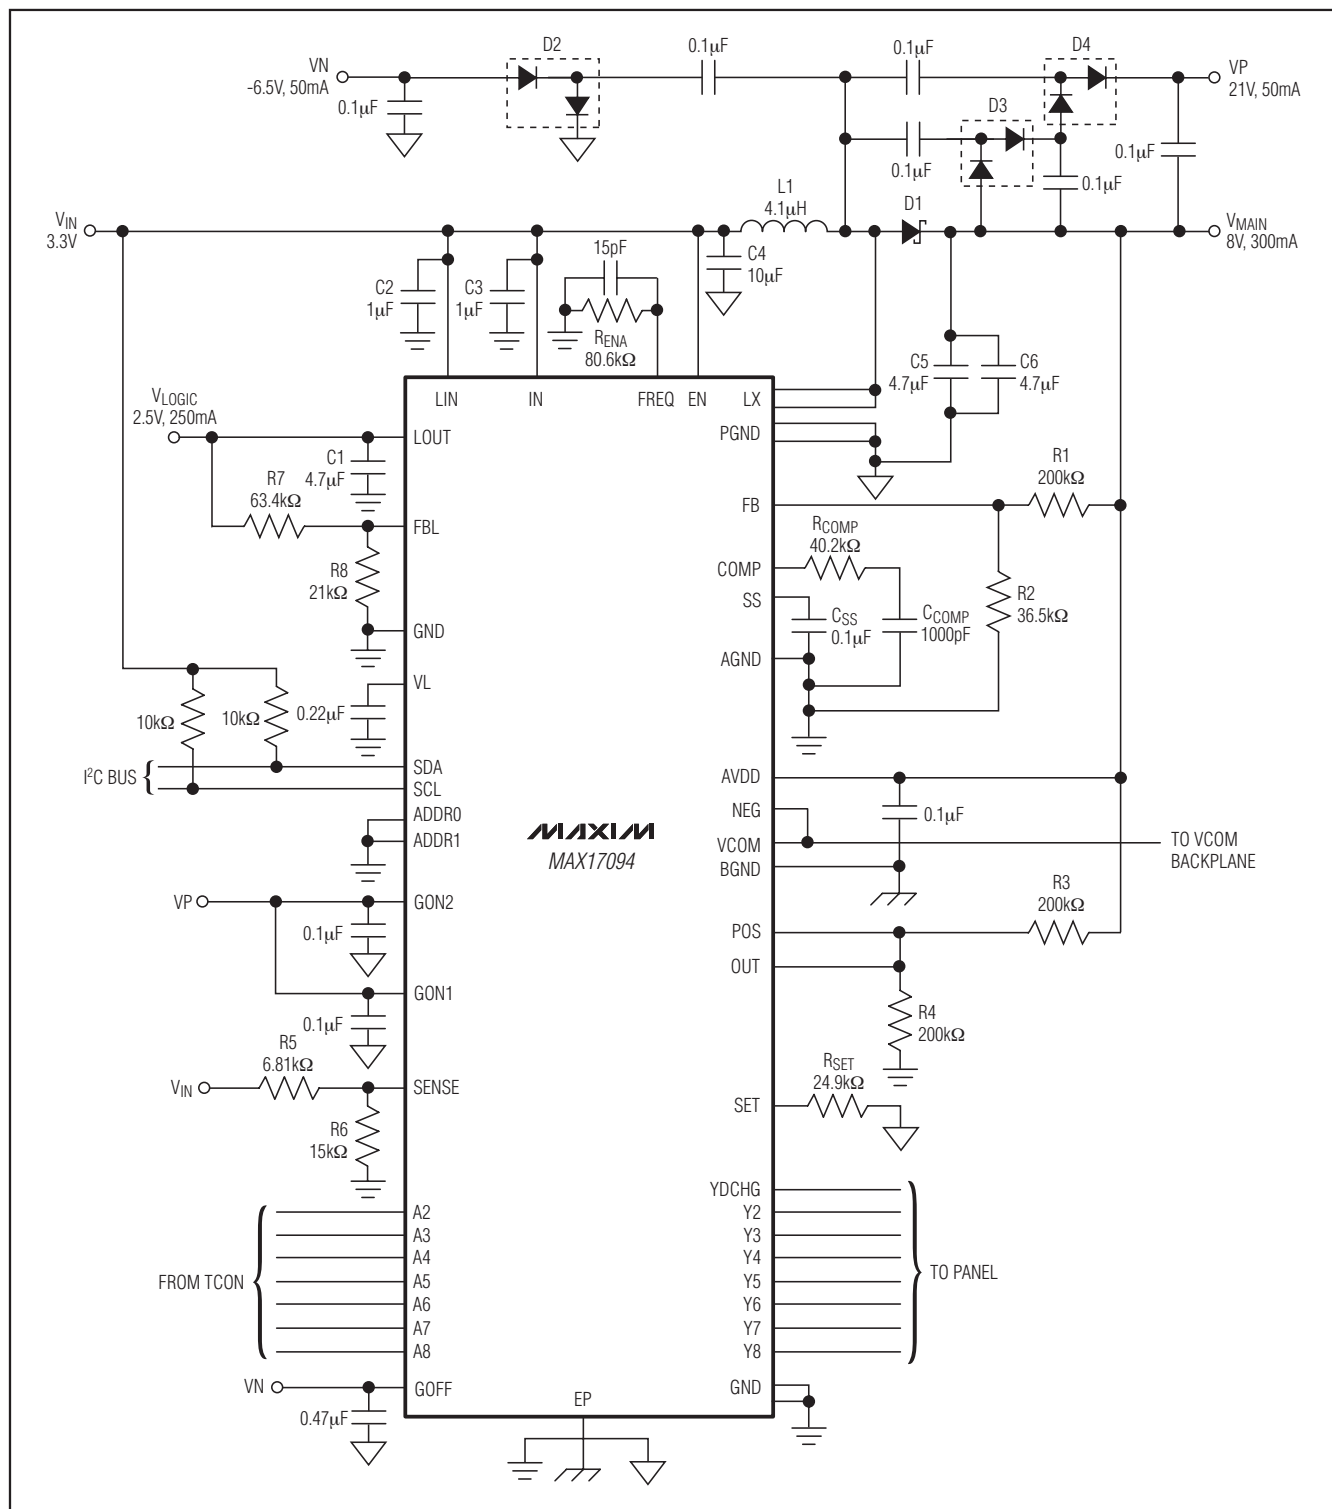 D2
0.1µF
0.1µF
D4
VN
-6.5V, 50mA
VP
21V, 50mA
0.1µF
D3
0.1µF
0.1µF
0.1µF
L1
4.1µH
D1
VIN
3.3V
VMAIN
8V, 300mA
15pF
C4
10µF
C2
1µF
C3
1µF
RENA
80.6kΩ
C5
4.7µF
C6
4.7µF
VLOGIC
2.5V, 250mA
LIN
IN
FREQ
EN
LX
PGND
LOUT
C1
4.7µF
R7
63.4kΩ
R1
200kΩ
FB
FBL
RCOMP
40.2kΩ
COMP
R8
21kΩ
SS
CSS
0.1µF
CCOMP
1000pF
R2
36.5kΩ
GND
AGND
VL
10kΩ
10kΩ
0.22µF
I²C BUS
SDA
SCL
AVDD
NEG
0.1µF
ADDR0
ADDR1
MAXIM
MAX17094
VCOM
BGND
TO VCOM
BACKPLANE
VP
GON2
R3
200kΩ
0.1µF
POS
OUT
GON1
0.1µF
R4
200kΩ
R5
6.81kΩ
VIN
SENSE
RSET
24.9kΩ
SET
R6
15kΩ
YDCHG
A2
Y2
A3
Y3
A4
Y4
FROM TCON
A5
Y5
TO PANEL
A6
Y6
A7
Y7
A8
Y8
VN
GOFF
GND
0.47µF
EP